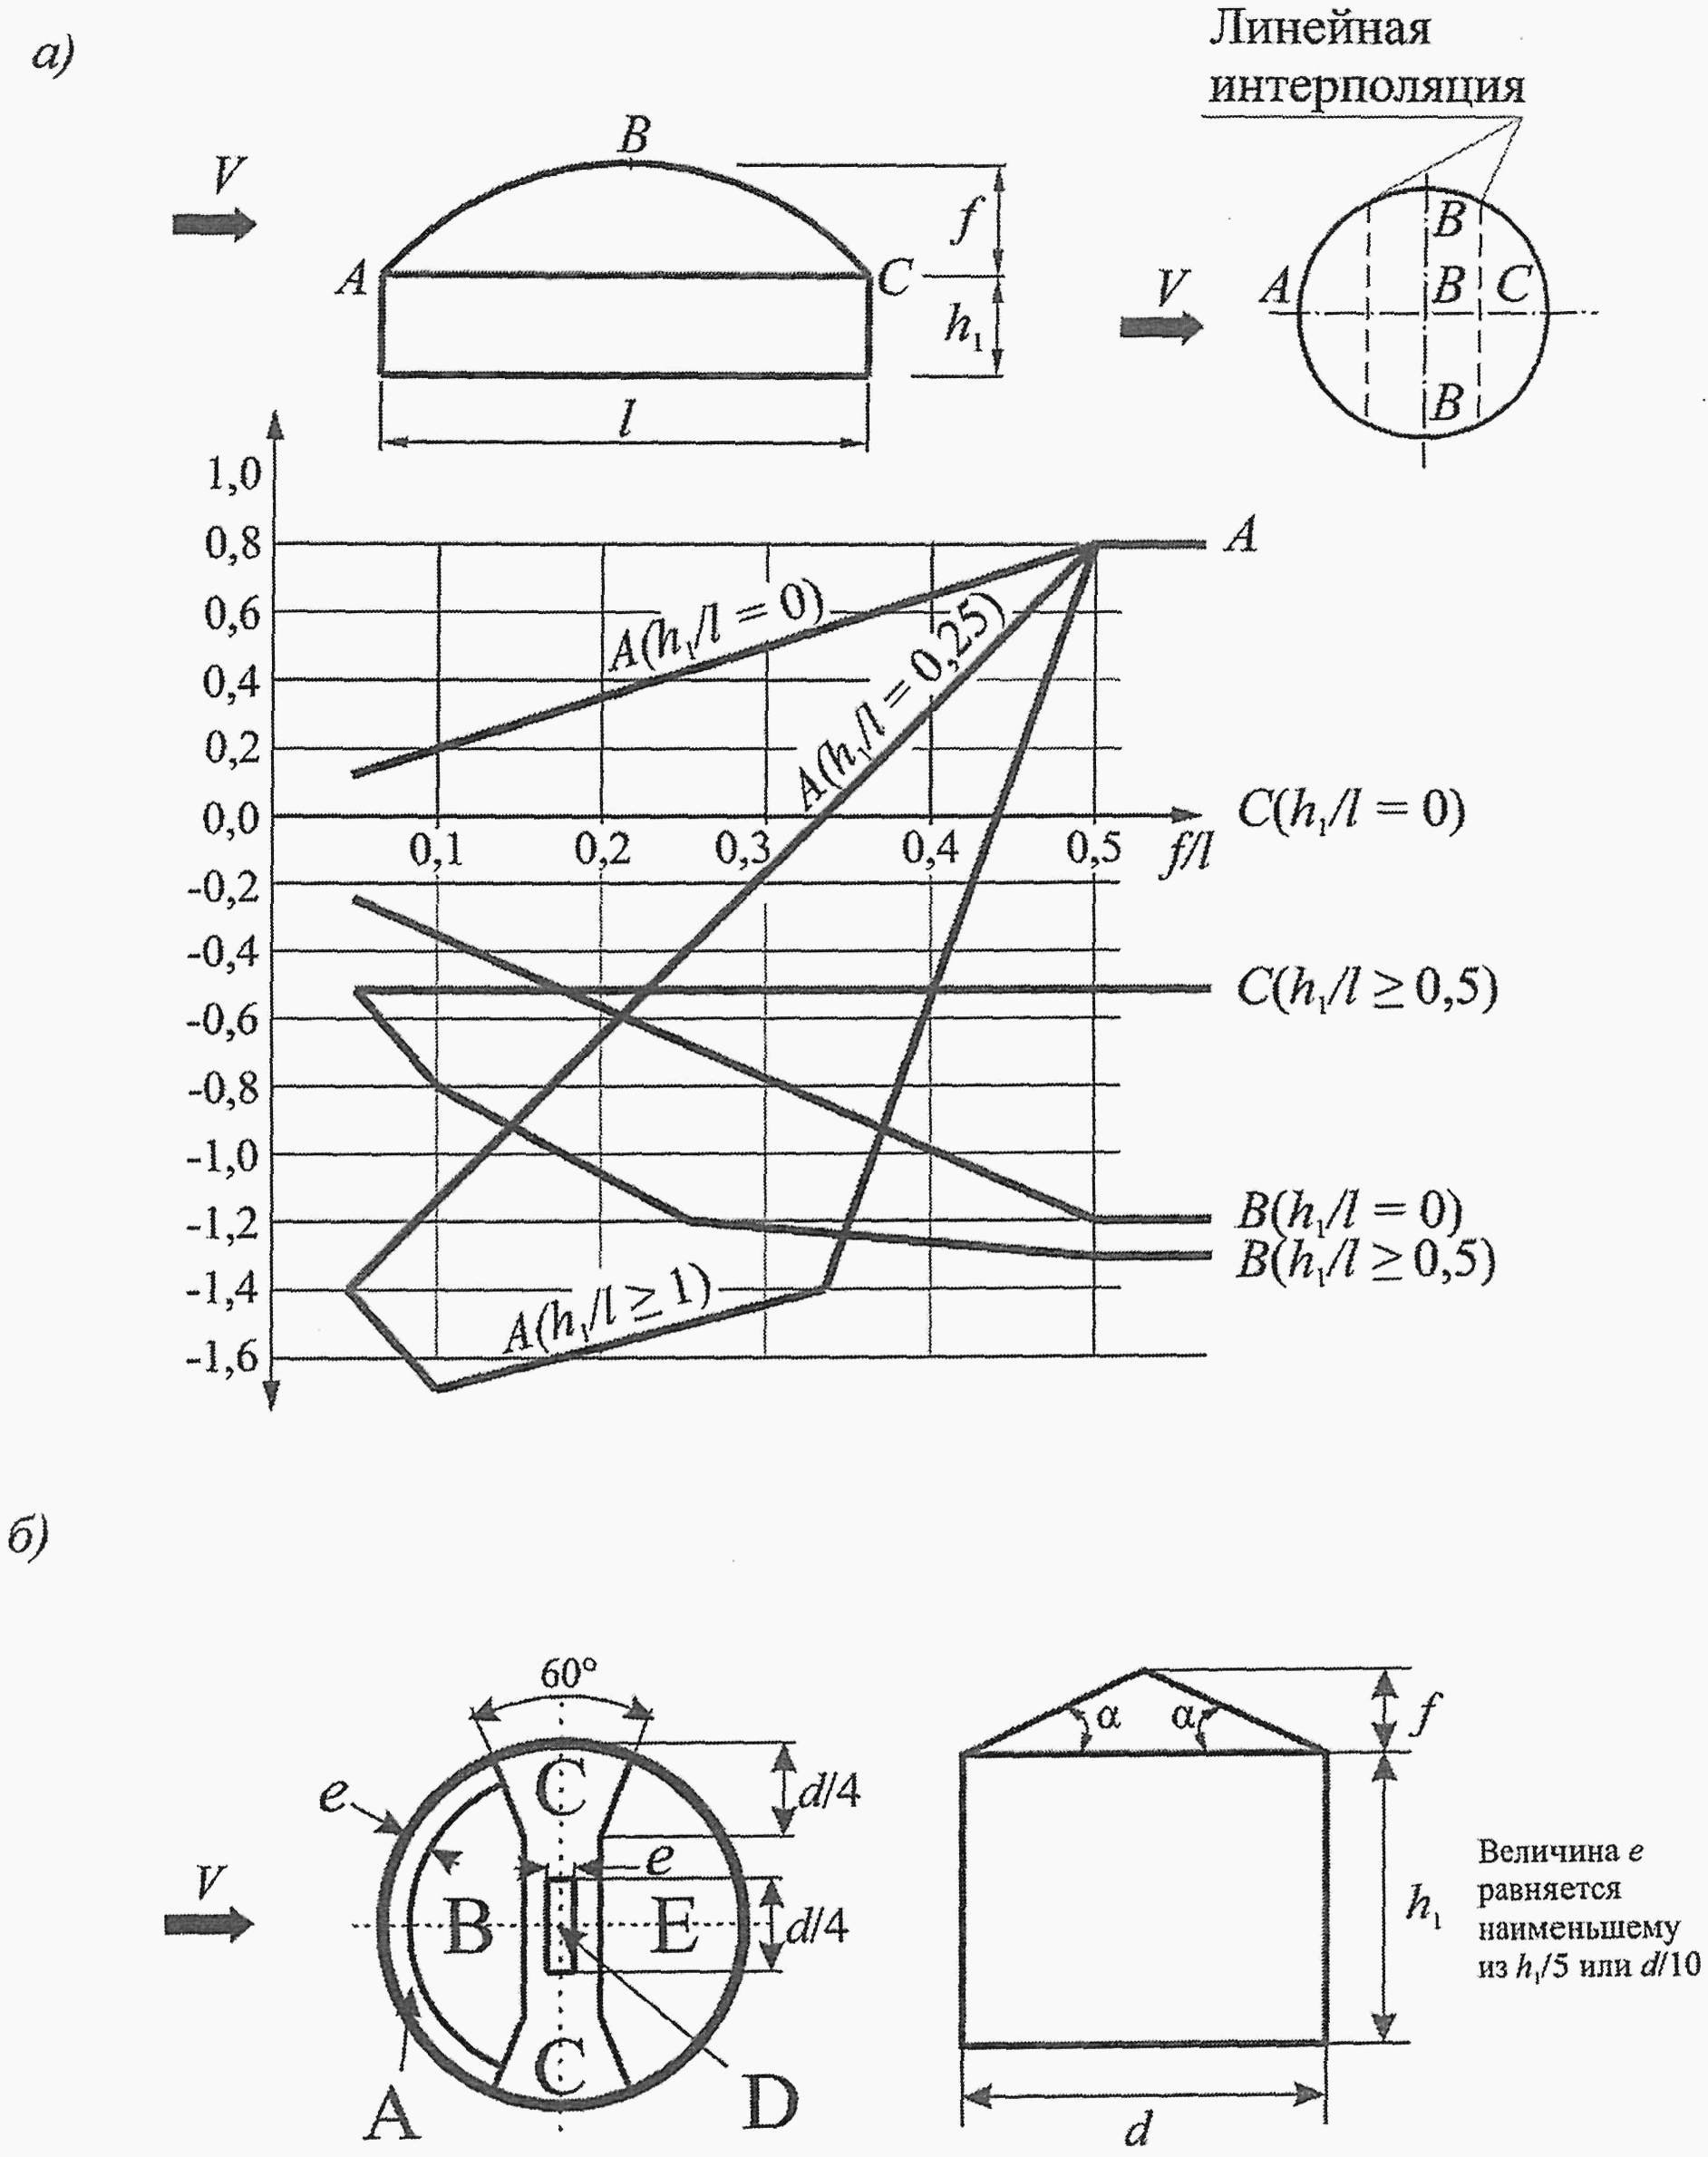 а)
Линейная
интерполяция
V
B
f
A
C
h₁
l
V
A
B
B
C
B
1,0
0,8
0,6
0,4
0,2
0,0
-0,2
-0,4
-0,6
-0,8
-1,0
-1,2
-1,4
-1,6
0,1
0,2
0,3
0,4
0,5
f/l
A
A(h₁/l = 0)
A(h₁/l = 0,25)
C(h₁/l = 0)
C(h₁/l ≥ 0,5)
B(h₁/l = 0)
B(h₁/l ≥ 0,5)
A(h₁/l ≥ 1)
б)
60°
e
C
d/4
V
e
B
E
d/4
C
A
D
α
α
f
h₁
d
Величина e
равняется
наименьшему
из h₁/5 или d/10